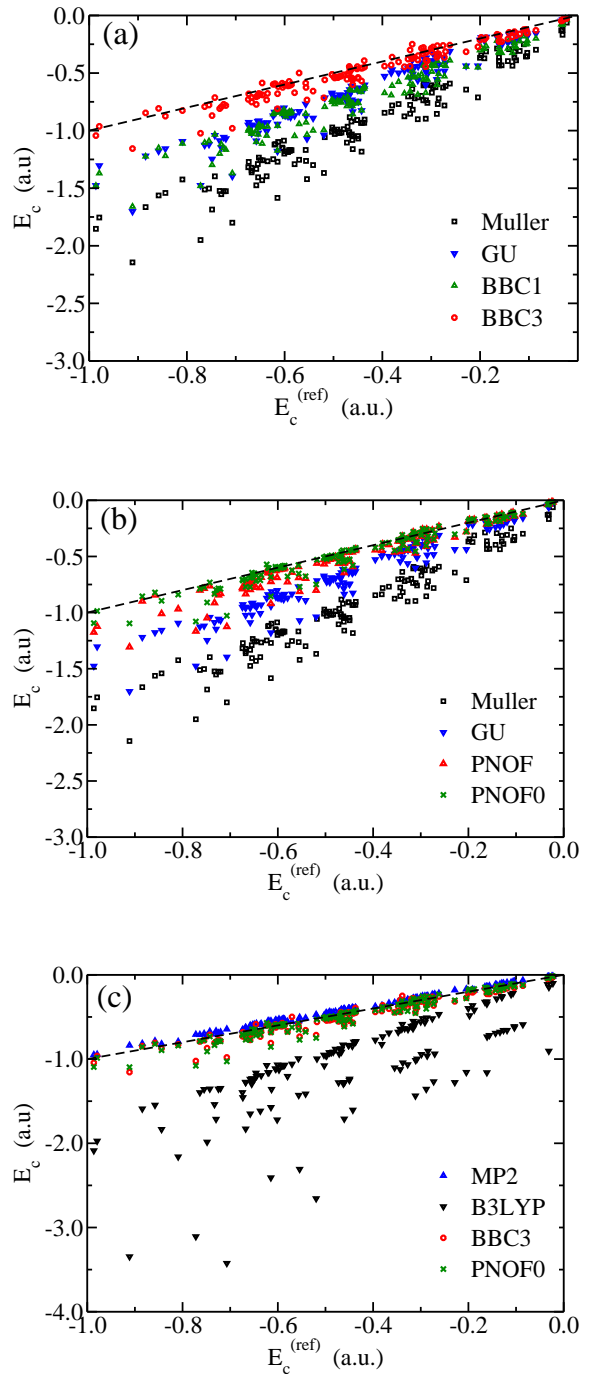 (a)
0.0
-0.5
-1.0
-1.5
-2.0
-2.5
-3.0
E_c (a.u)
Muller
GU
BBC1
BBC3
-1.0 -0.8 -0.6 -0.4 -0.2
E_c^(ref) (a.u.)
(b)
0.0
-0.5
-1.0
-1.5
-2.0
-2.5
-3.0
E_c (a.u)
Muller
GU
PNOF
PNOF0
-1.0 -0.8 -0.6 -0.4 -0.2 0.0
E_c^(ref) (a.u.)
(c)
0.0
-1.0
-2.0
-3.0
-4.0
E_c (a.u)
MP2
B3LYP
BBC3
PNOF0
-1.0 -0.8 -0.6 -0.4 -0.2 0.0
E_c^(ref) (a.u.)